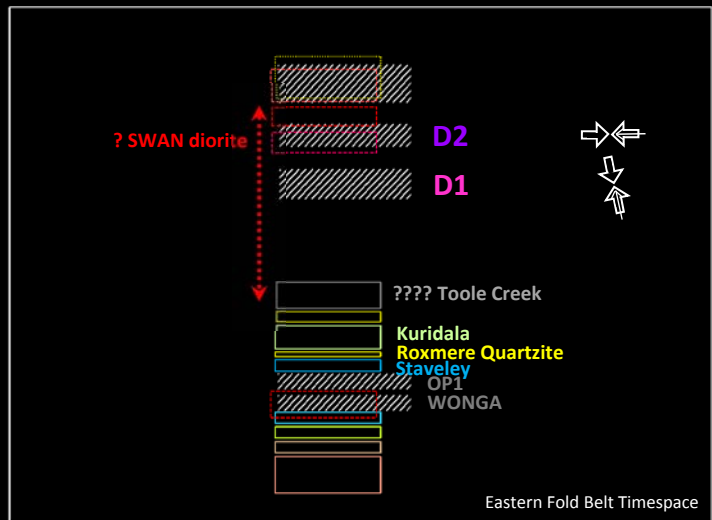 ? SWAN diorite
D2
D1
???? Toole Creek
Kuridala
Roxmere Quartzite
Staveley
OP1
WONGA
Eastern Fold Belt Timespace